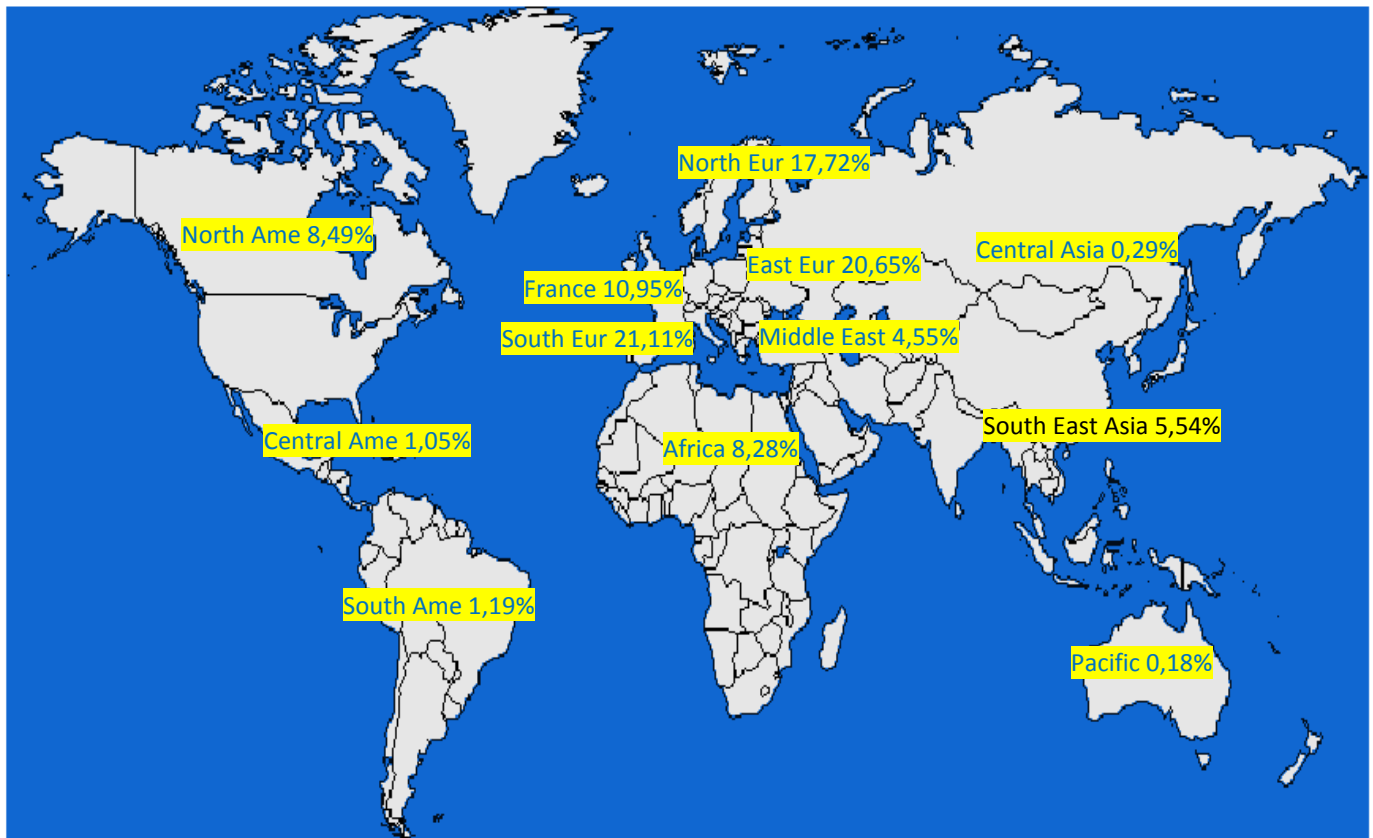 North Eur 17,72%
North Ame 8,49%
Central Asia 0,29%
East Eur 20,65%
France 10,95%
South Eur 21,11%
Middle East 4,55%
South East Asia 5,54%
Central Ame 1,05%
Africa 8,28%
South Ame 1,19%
Pacific 0,18%